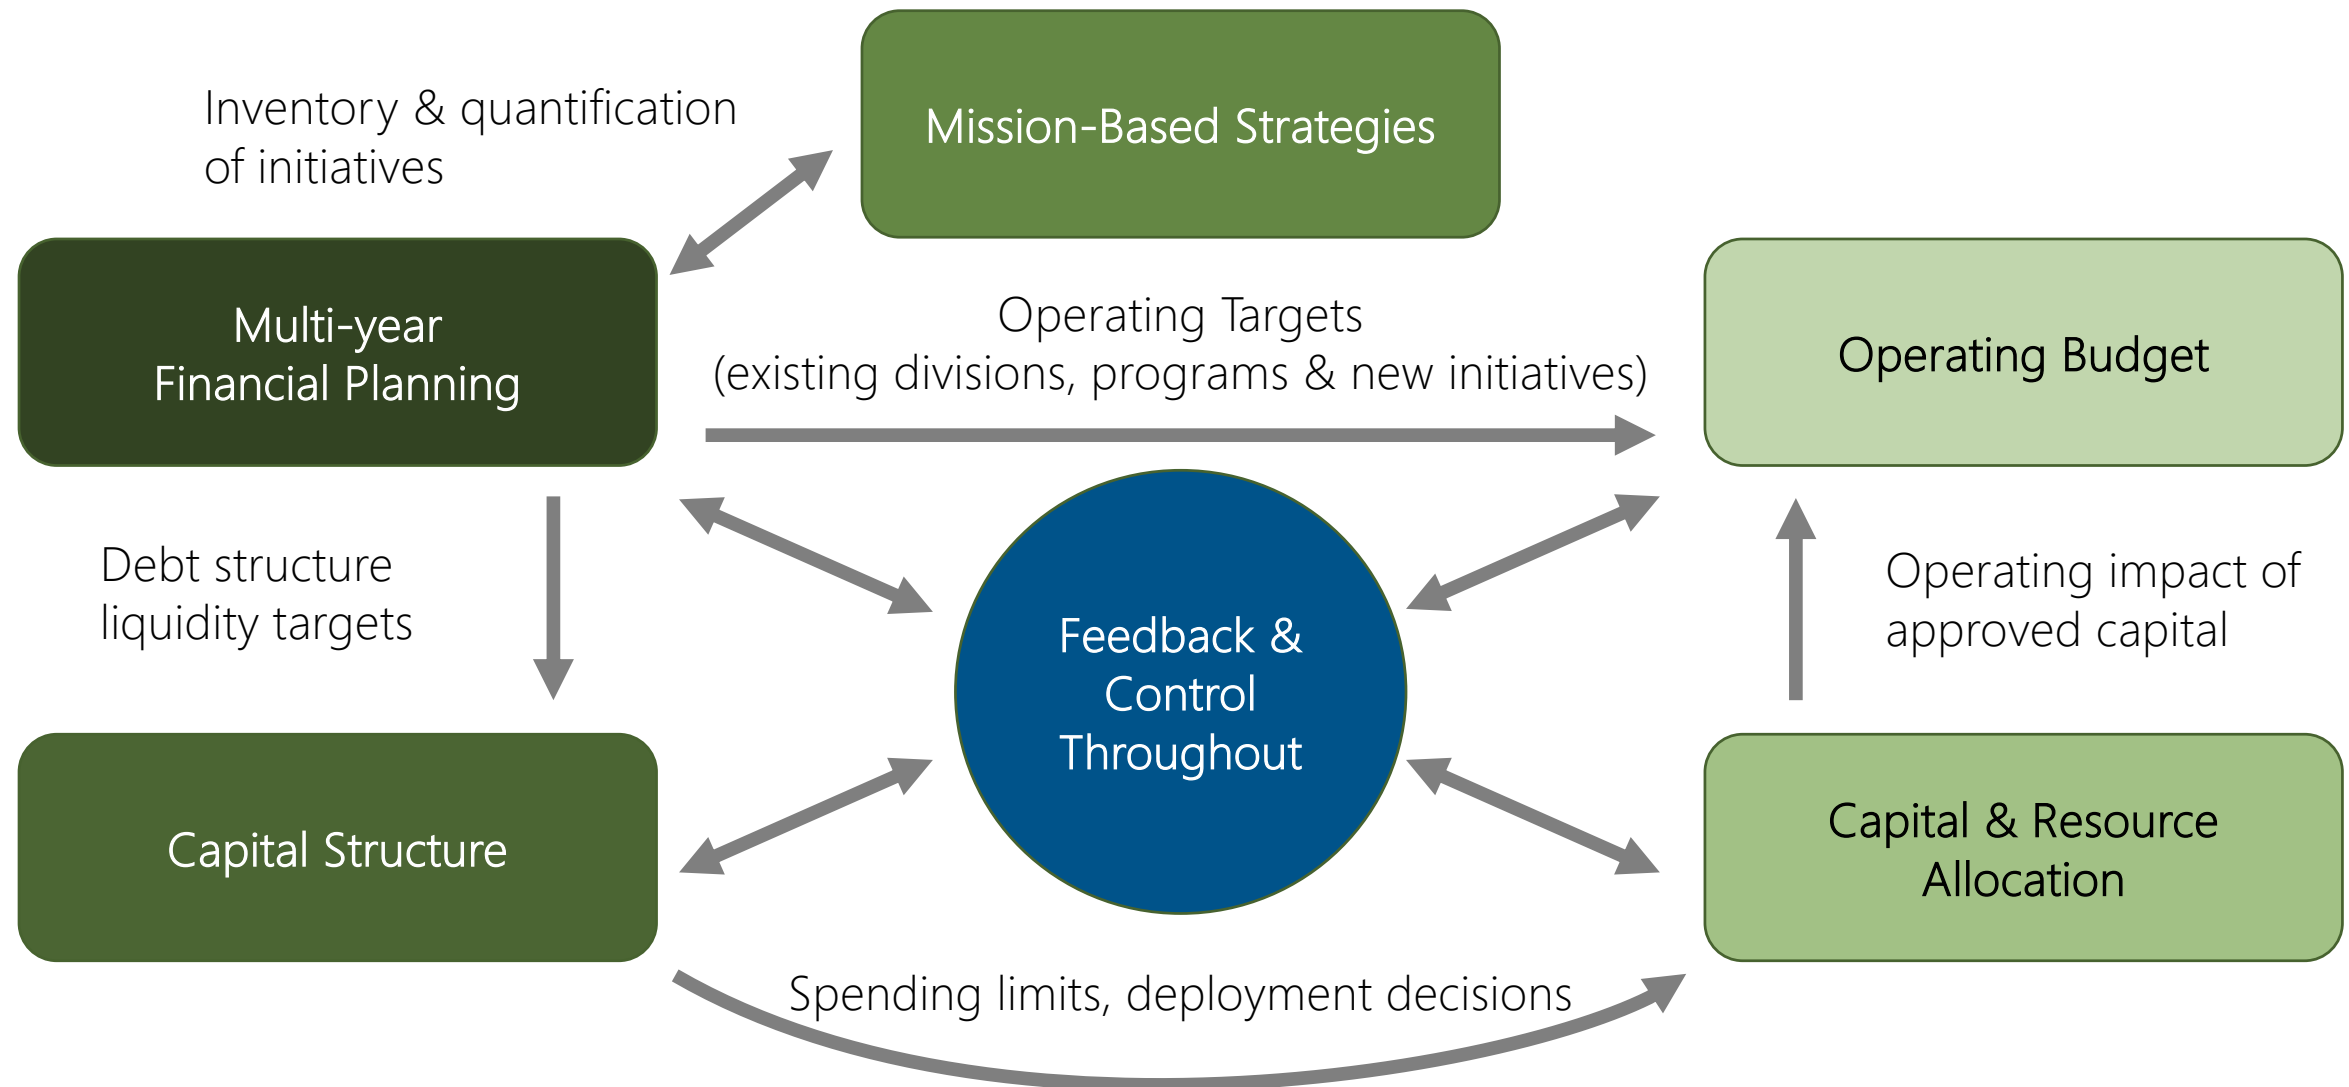 Mission-Based Strategies
Inventory & quantification
of initiatives
Multi-year
Financial Planning
Operating Targets
(existing divisions, programs & new initiatives)
Operating Budget
Debt structure
liquidity targets
Feedback &
Control
Throughout
Operating impact of
approved capital
Capital Structure
Capital & Resource
Allocation
Spending limits, deployment decisions